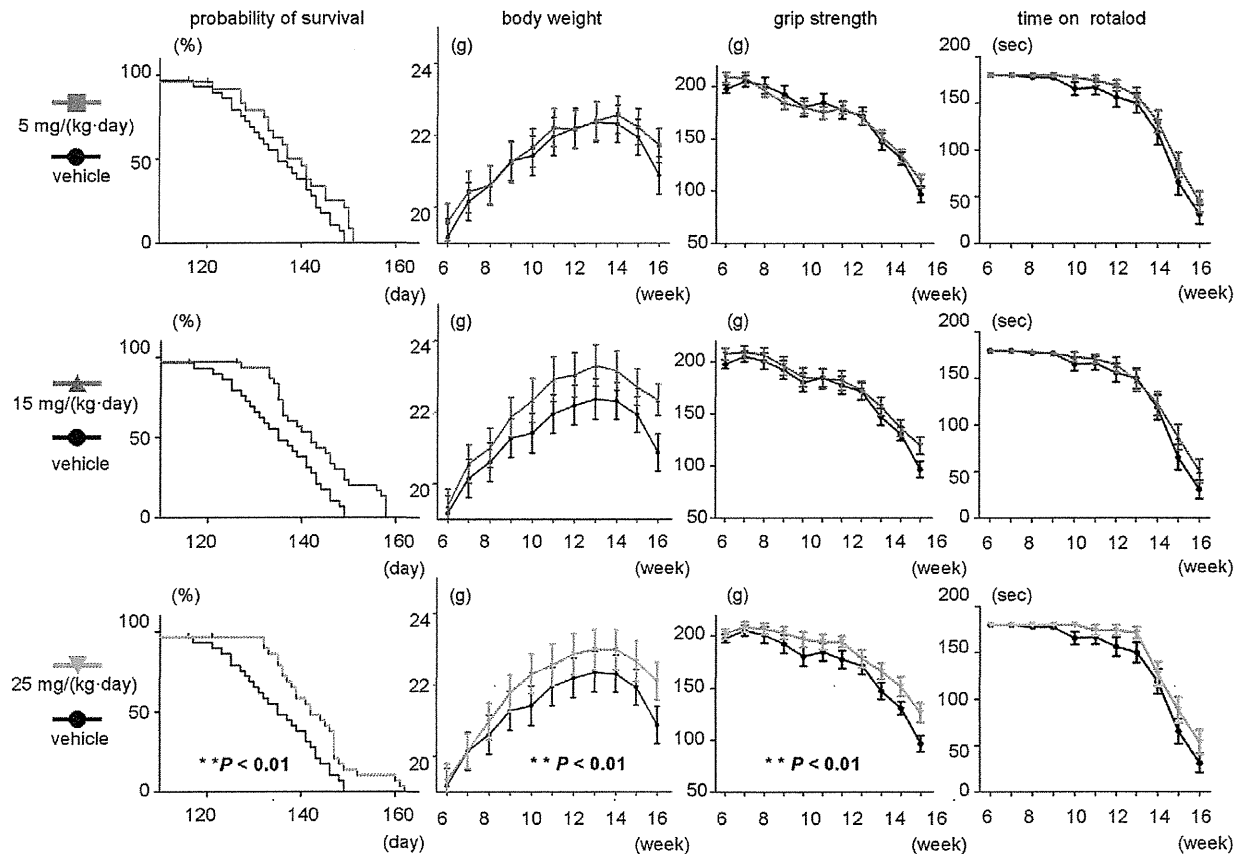 probability of survival body weight grip strength time on rotalod
(%) (g) (g) (sec)
100 50 0
24 22 20
200 150 100 50
200 150 100 50 0
5 mg/(kg·day)
vehicle
120 140 160
6 8 10 12 14 16
6 8 10 12 14 16
6 8 10 12 14 16
(day) (week) (week) (week)
(%) (g) (g) (sec)
100 50 0
24 22 20
200 150 100 50
200 150 100 50 0
15 mg/(kg·day)
vehicle
120 140 160
6 8 10 12 14 16
6 8 10 12 14 16
6 8 10 12 14 16
(day) (week) (week) (week)
(%) (g) (g) (sec)
100 50 0
24 22 20
200 150 100 50
200 150 100 50 0
25 mg/(kg·day)
vehicle
**P < 0.01 **P < 0.01 **P < 0.01
120 140 160
6 8 10 12 14 16
6 8 10 12 14 16
6 8 10 12 14 16
(day) (week) (week) (week)